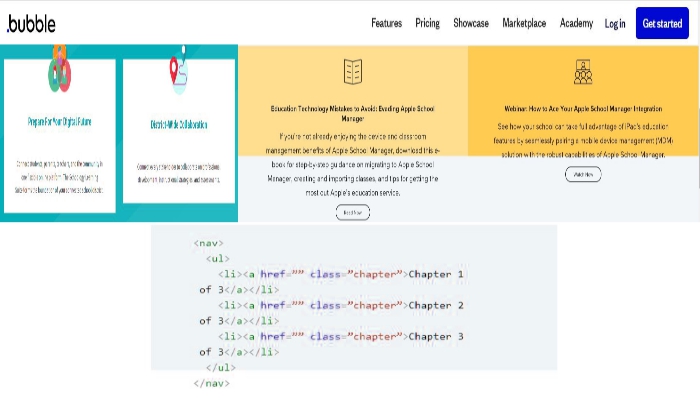 .bubble
Features Pricing Showcase Marketplace Academy Log in Get started
Prepare For Your Digital Future
District-Wide Collaboration
Education Technology Mistakes to Avoid: Evading Apple School
Manager
If you're not already enjoying the device and classroom
management benefits of Apple School Manager, download this e-
book for step-by-step guidance on migrating to Apple School
Manager, creating and importing classes, and tips for getting the
most out Apple's education service.
Read Now
Webinar: How to Ace Your Apple School Manager Integration
See how your school can take full advantage of iPad's education
features by seamlessly pairing a mobile device management (MDM)
solution with the robust capabilities of Apple School Manager.
Watch Now
<nav>
<ul>
<li><a href="" class="chapter">Chapter 1
of 3</a></li>
<li><a href="" class="chapter">Chapter 2
of 3</a></li>
<li><a href="" class="chapter">Chapter 3
of 3</a></li>
</ul>
</nav>